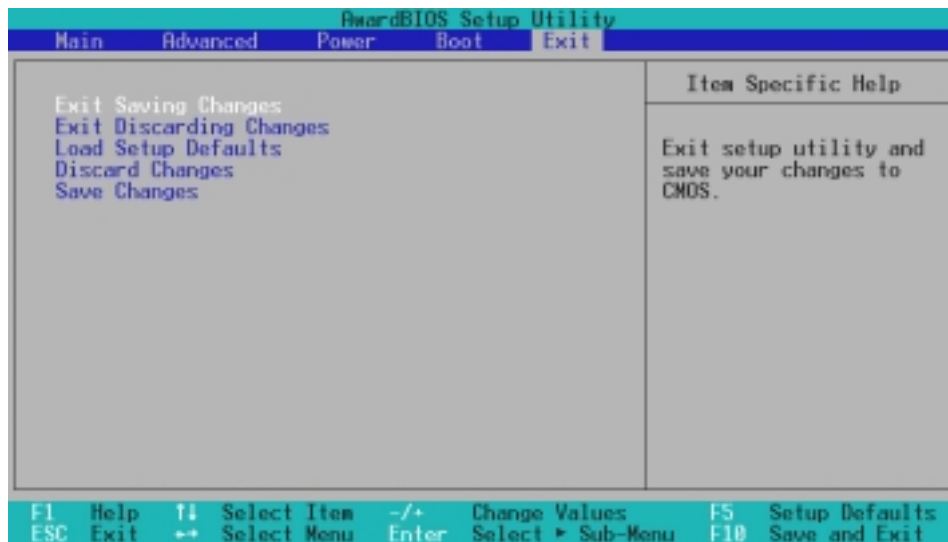 AwardBIOS Setup Utility
Main Advanced Power Boot Exit
Item Specific Help
Exit Saving Changes
Exit Discarding Changes
Load Setup Defaults
Discard Changes
Save Changes
Exit setup utility and
save your changes to
CMOS.
F1 Help ↑↓ Select Item -/+ Change Values F5 Setup Defaults
ESC Exit ←→ Select Menu Enter Select ► Sub-Menu F10 Save and Exit